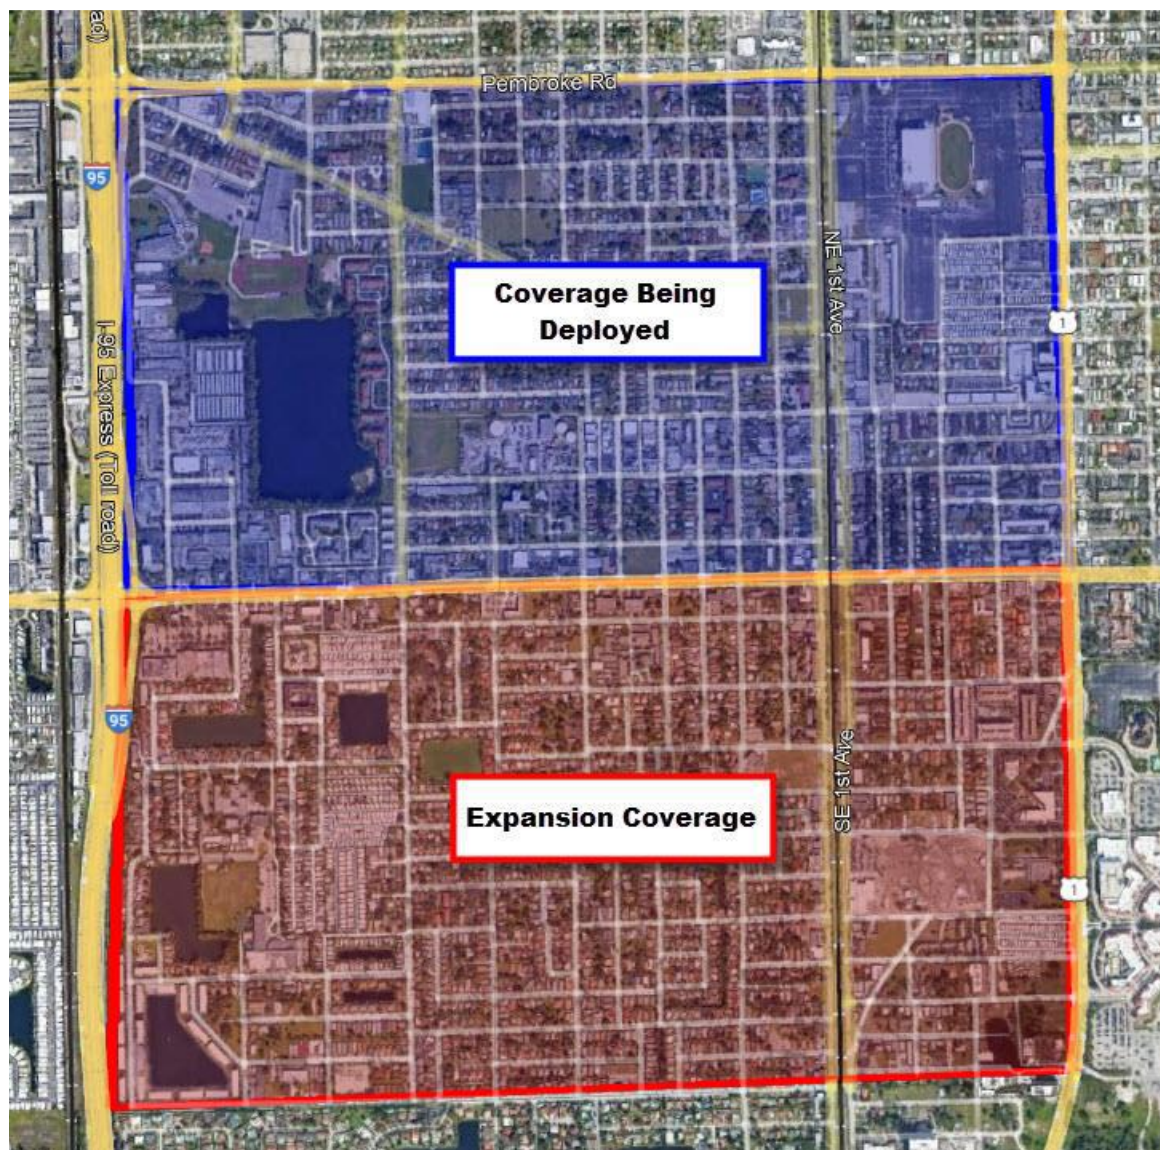 ad)
Pembroke Rd
95
NE 1st Ave
Coverage Being
Deployed
1
I-95 Express (Toll road)
95
SE 1st Ave
Expansion Coverage
1